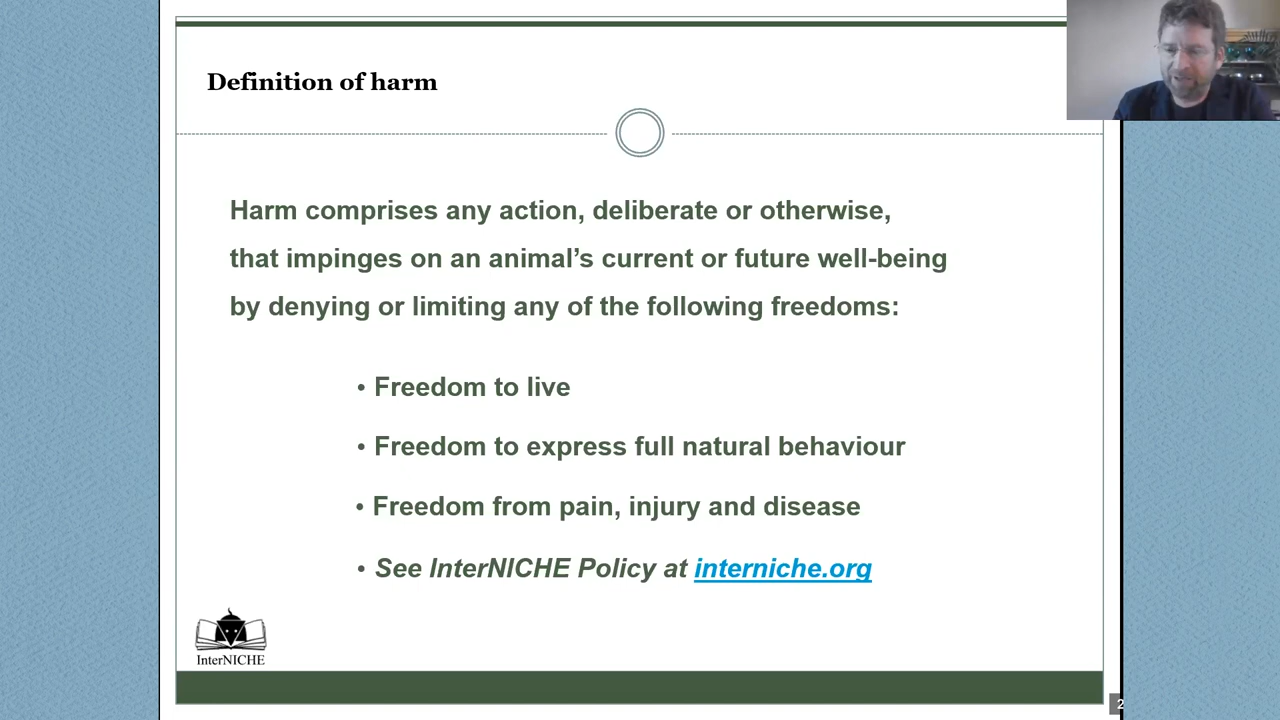 Definition of harm
Harm comprises any action, deliberate or otherwise,
that impinges on an animal’s current or future well-being
by denying or limiting any of the following freedoms:
• Freedom to live
• Freedom to express full natural behaviour
• Freedom from pain, injury and disease
• See InterNICHE Policy at interniche.org
InterNICHE
2